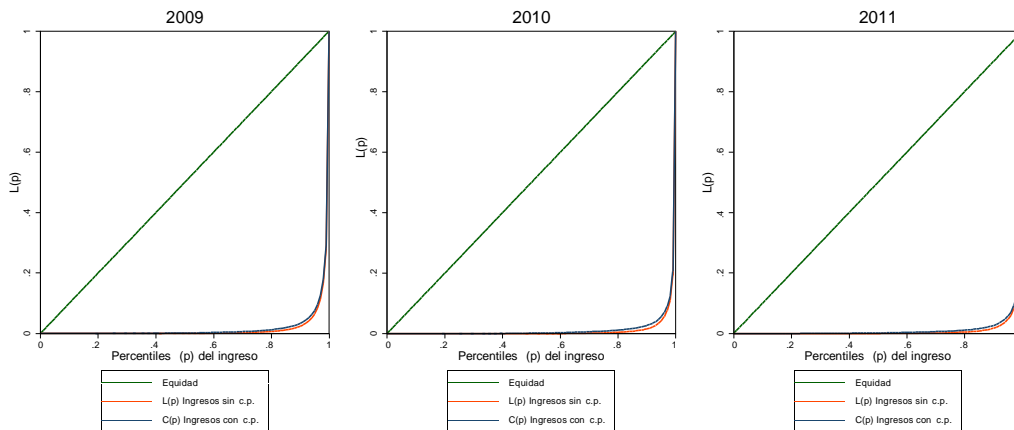 2009
L(p)
1
.8
.6
.4
.2
0
0 .2 .4 .6 .8 1
Percentiles (p) del ingreso
Equidad
L(p) Ingresos sin c.p.
C(p) Ingresos con c.p.
2010
L(p)
1
.8
.6
.4
.2
0
0 .2 .4 .6 .8 1
Percentiles (p) del ingreso
Equidad
L(p) Ingresos sin c.p.
C(p) Ingresos con c.p.
2011
L(p)
1
.8
.6
.4
.2
0
0 .2 .4 .6 .8
Percentiles (p) del ingreso
Equidad
L(p) Ingresos sin c.p.
C(p) Ingresos con c.p.